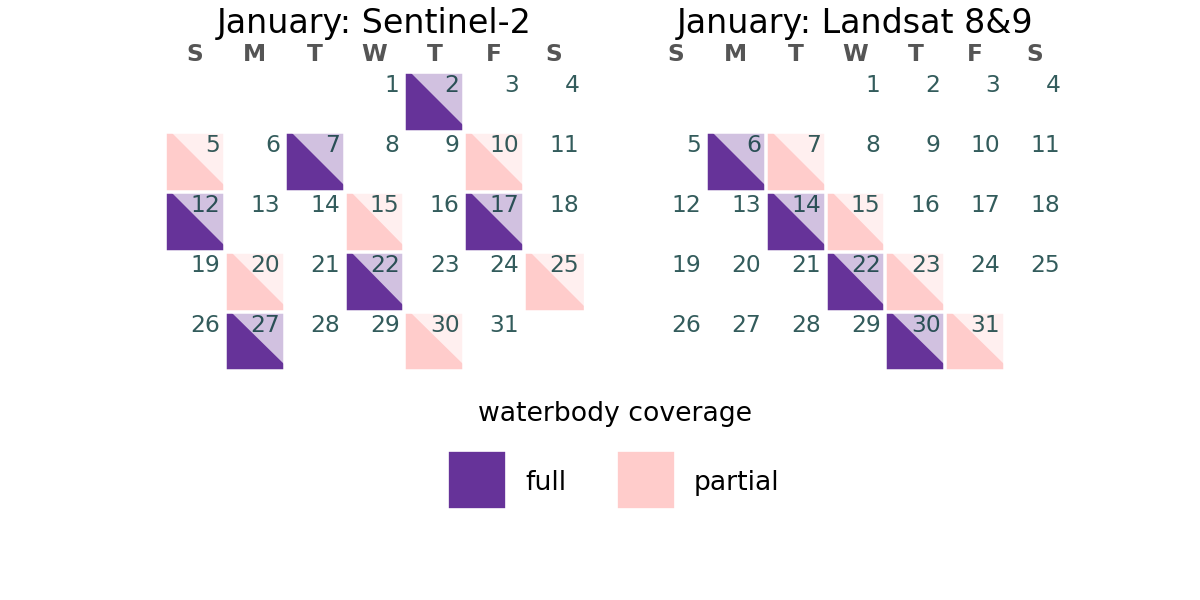 January: Sentinel-2
S M T W T F S
1 2 3 4
5 6 7 8 9 10 11
12 13 14 15 16 17 18
19 20 21 22 23 24 25
26 27 28 29 30 31
January: Landsat 8&9
S M T W T F S
1 2 3 4
5 6 7 8 9 10 11
12 13 14 15 16 17 18
19 20 21 22 23 24 25
26 27 28 29 30 31
waterbody coverage
full
partial